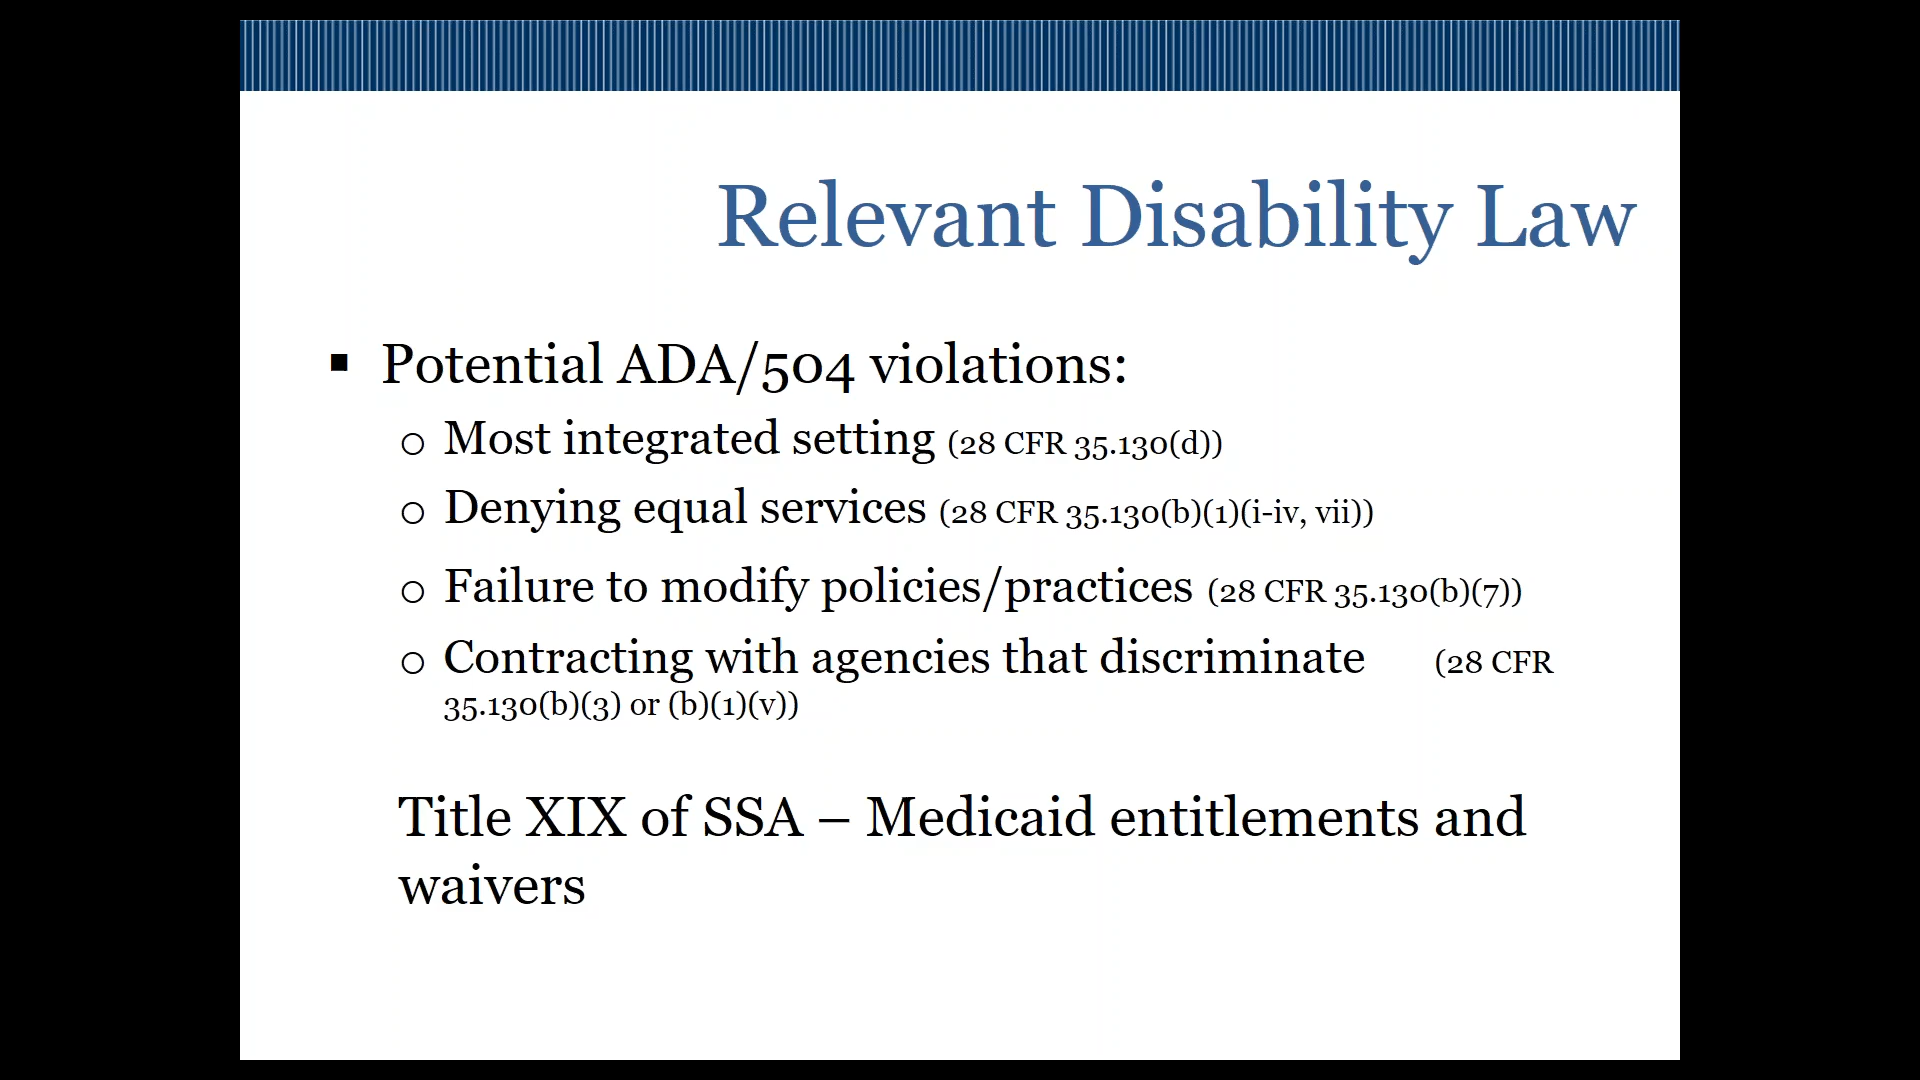 Relevant Disability Law
▪ Potential ADA/504 violations:
○ Most integrated setting (28 CFR 35.130(d))
○ Denying equal services (28 CFR 35.130(b)(1)(i-iv, vii))
○ Failure to modify policies/practices (28 CFR 35.130(b)(7))
○ Contracting with agencies that discriminate (28 CFR
35.130(b)(3) or (b)(1)(v))
Title XIX of SSA – Medicaid entitlements and
waivers